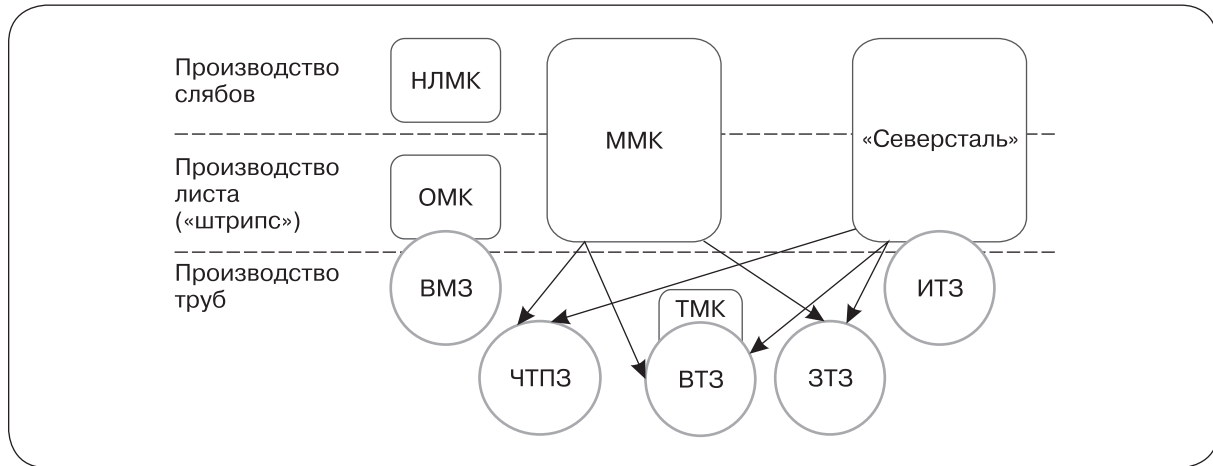 Производство
слябов
НЛМК
ММК
«Северсталь»
Производство
листа
(«штрипс»)
ОМК
Производство
труб
ВМЗ
ИТЗ
ТМК
ЧТПЗ
ВТЗ
ЗТЗ